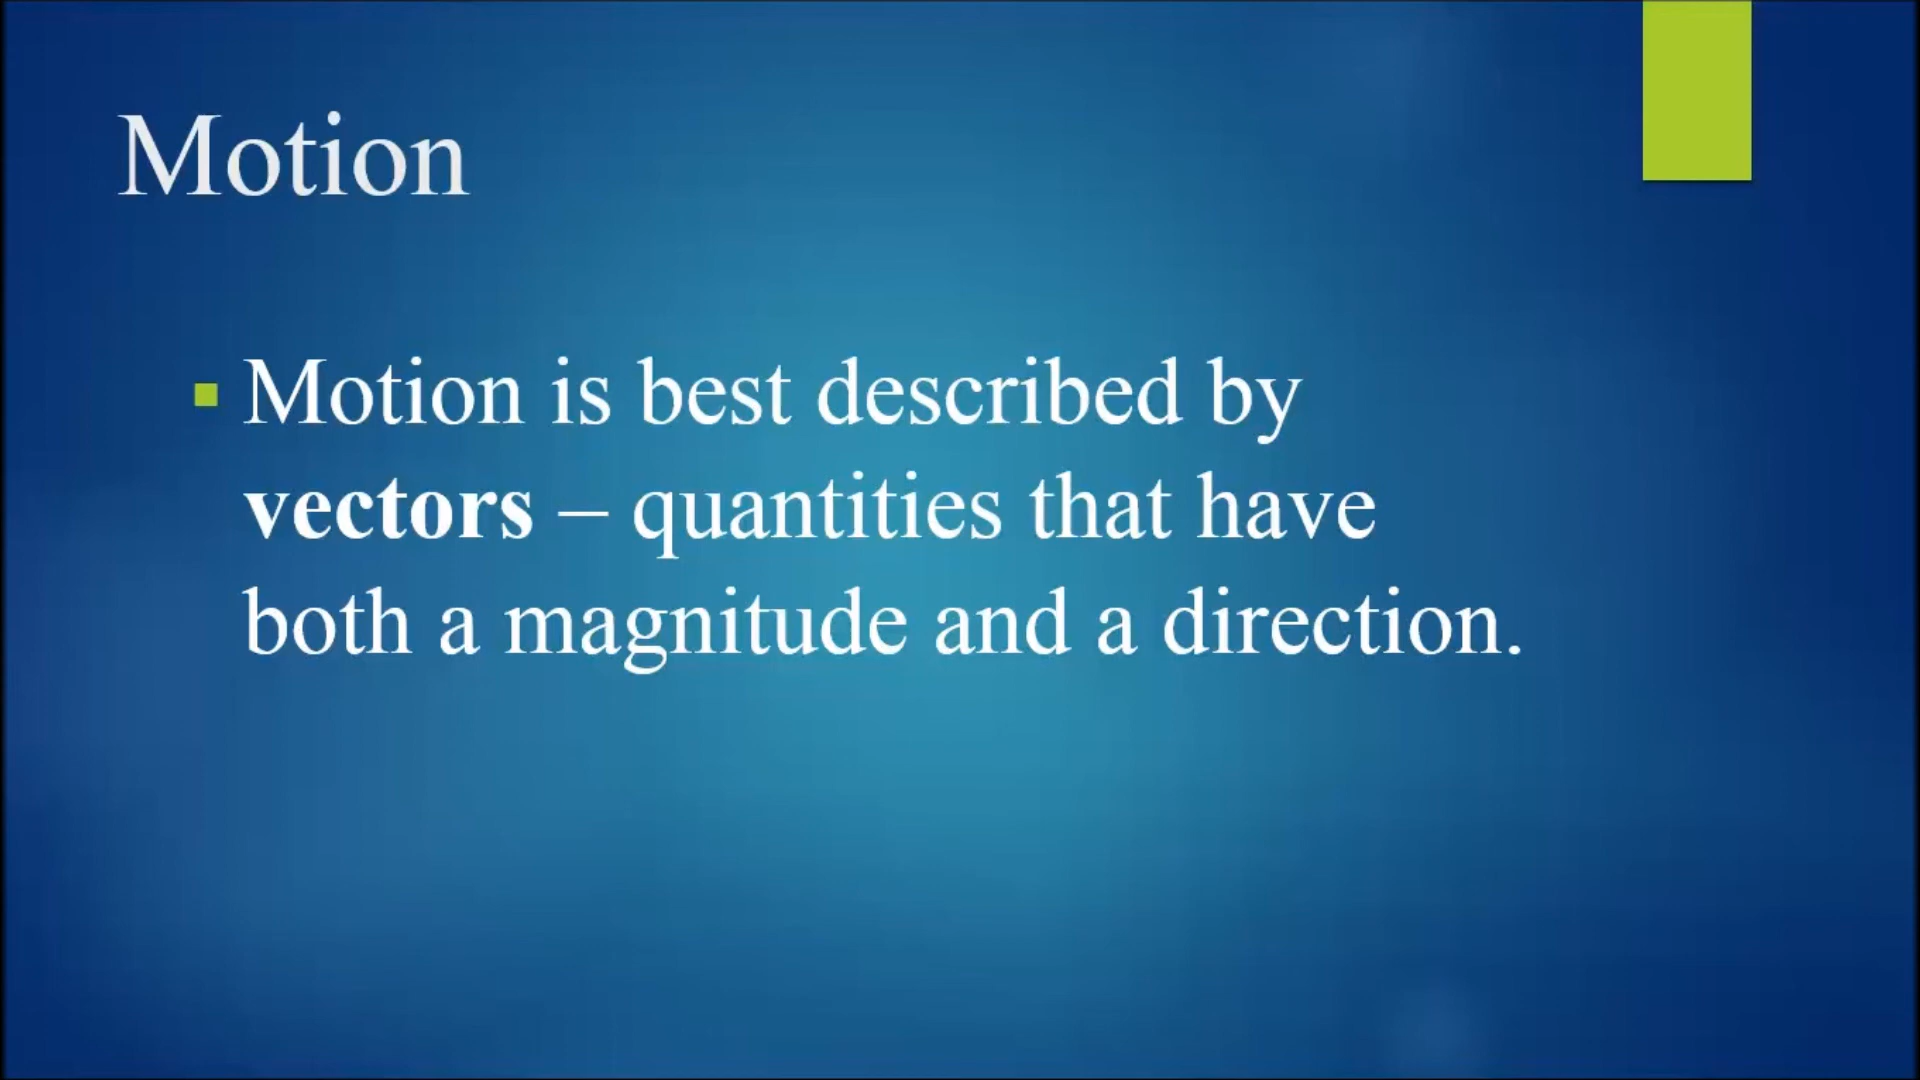 Motion
Motion is best described by
vectors – quantities that have
both a magnitude and a direction.